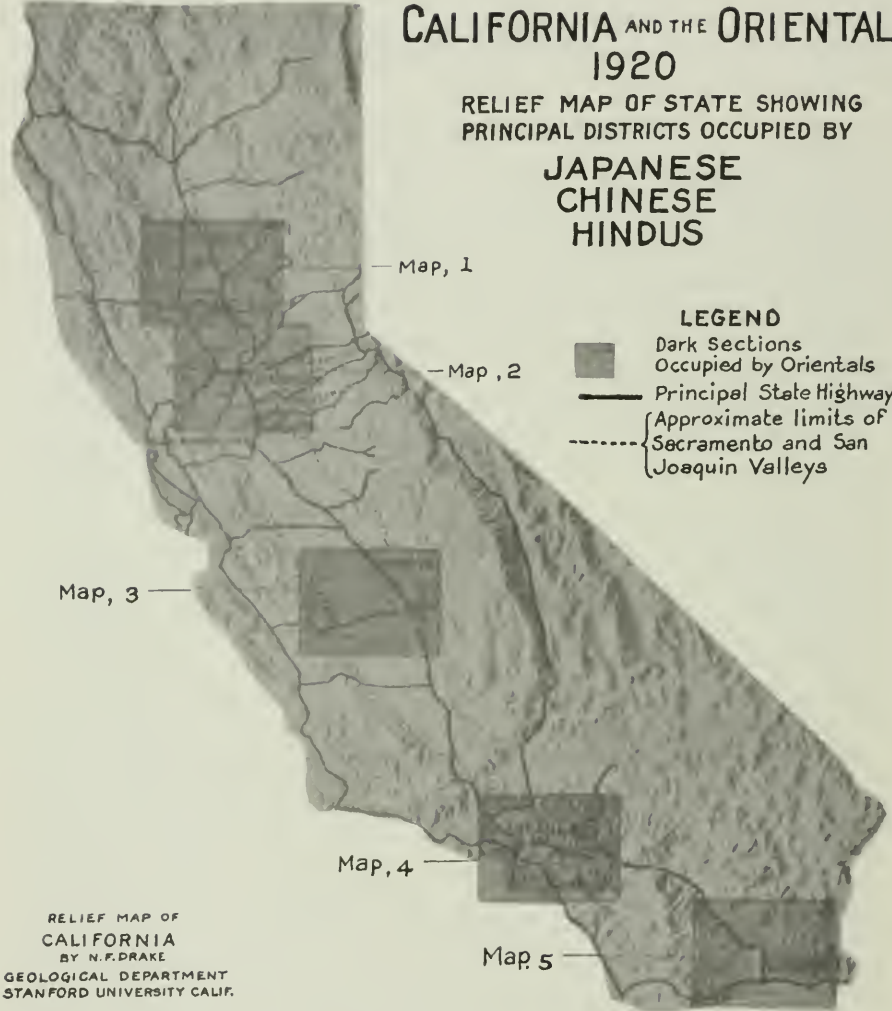 CALIFORNIA AND THE ORIENTAL
1920
RELIEF MAP OF STATE SHOWING
PRINCIPAL DISTRICTS OCCUPIED BY
JAPANESE
CHINESE
HINDUS
Map, 1
Map, 2
LEGEND
Dark Sections
Occupied by Orientals
Principal State Highway
Approximate limits of
Sacramento and San
Joaquin Valleys
Map, 3
Map, 4
Map. 5
RELIEF MAP OF
CALIFORNIA
BY N.F. DRAKE
GEOLOGICAL DEPARTMENT
STANFORD UNIVERSITY CALIF.